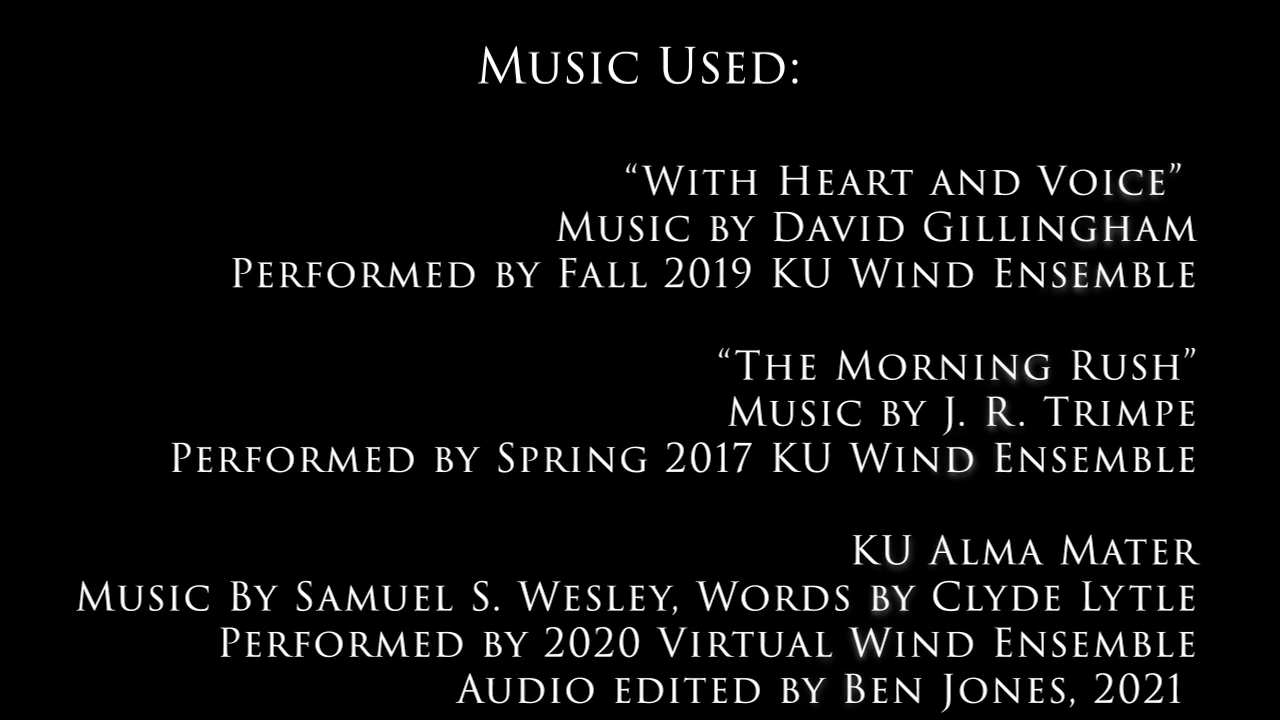 Music Used:
“With Heart and Voice”
Music by David Gillingham
Performed by Fall 2019 KU Wind Ensemble
“The Morning Rush”
Music by J. R. Trimpe
Performed by Spring 2017 KU Wind Ensemble
KU Alma Mater
Music By Samuel S. Wesley, Words by Clyde Lytle
Performed by 2020 Virtual Wind Ensemble
Audio edited by Ben Jones, 2021